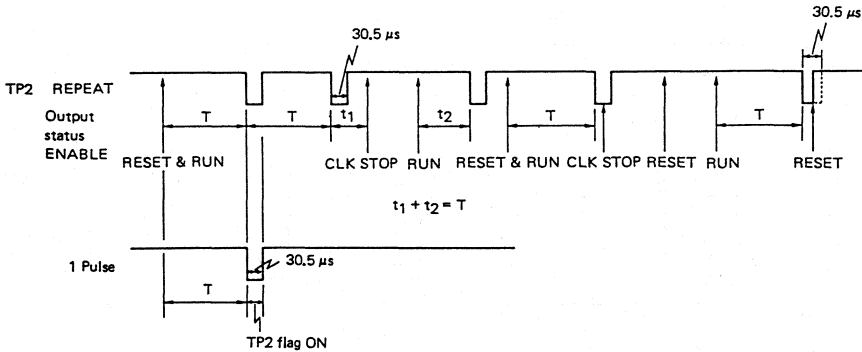 30.5 μs
30.5 μs
TP2 REPEAT
Output status ENABLE
T
T
t1
t2
T
T
RESET & RUN
CLK STOP
RUN
RESET & RUN
CLK STOP
RESET
RUN
RESET
t1 + t2 = T
1 Pulse
30.5 μs
T
TP2 flag ON